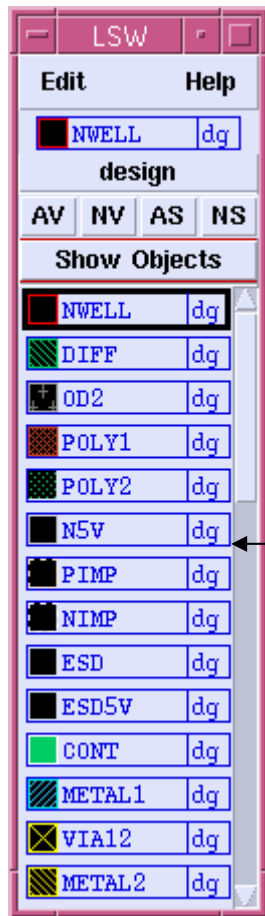 LSW
Edit Help
NWELL dg
design
AV NV AS NS
Show Objects
NWELL dg
DIFF dg
OD2 dg
POLY1 dg
POLY2 dg
N5V dg
PIMP dg
NIMP dg
ESD dg
ESD5V dg
CONT dg
METAL1 dg
VIA12 dg
METAL2 dg